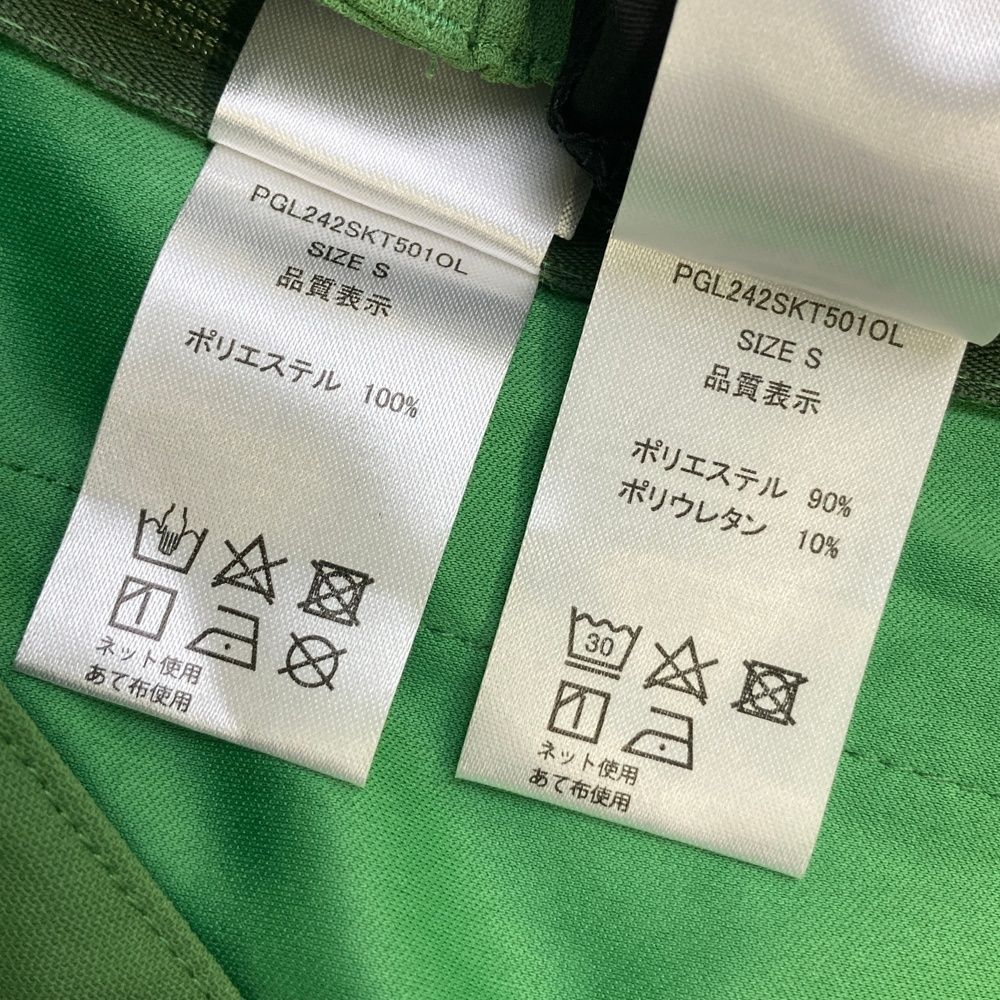 PGL242SKT501OL
SIZE S
品質表示
ポリエステル 100%
ネット使用
あて布使用
PGL242SKT501OL
SIZE S
品質表示
ポリエステル 90%
ポリウレタン 10%
30
ネット使用
あて布使用